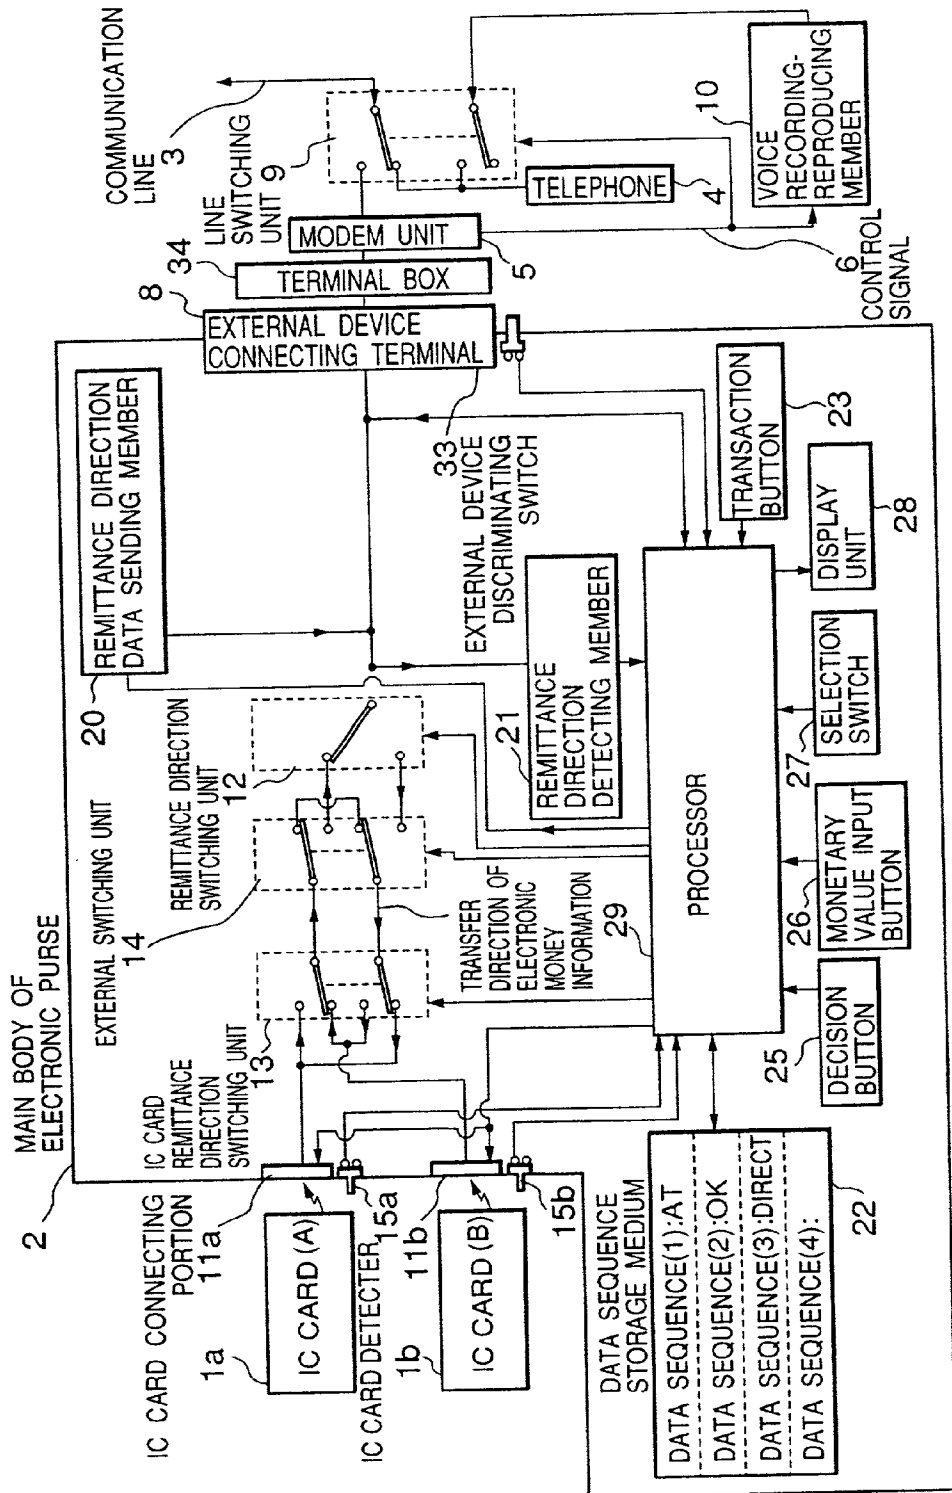 MAIN BODY OF
ELECTRONIC PURSE
2
COMMUNICATION
LINE
3
LINE
SWITCHING
UNIT
9
34
8
MODEM UNIT
TERMINAL BOX
EXTERNAL DEVICE
CONNECTING TERMINAL
5
33
TELEPHONE
4
10
VOICE
RECORDING-
REPRODUCING
MEMBER
6
CONTROL
SIGNAL
REMITTANCE DIRECTION
DATA SENDING MEMBER
20
EXTERNAL DEVICE
DISCRIMINATING
SWITCH
EXTERNAL SWITCHING UNIT
14
REMITTANCE DIRECTION
SWITCHING UNIT
12
21
REMITTANCE
DIRECTION
DETECTING MEMBER
TRANSACTION
BUTTON
23
IC CARD
REMITTANCE
DIRECTION
SWITCHING UNIT
13
TRANSFER
DIRECTION OF
ELECTRONIC
MONEY
INFORMATION
29
PROCESSOR
DISPLAY
UNIT
28
SELECTION
SWITCH
27
MONETARY
VALUE INPUT
BUTTON
26
DECISION
BUTTON
25
IC CARD CONNECTING
PORTION
11a
1a
IC CARD (A)
15a
IC CARD DETECTER
11b
1b
IC CARD (B)
15b
DATA SEQUENCE
STORAGE MEDIUM
DATA SEQUENCE(1):AT
DATA SEQUENCE(2):OK
DATA SEQUENCE(3):DIRECT
DATA SEQUENCE(4):
22